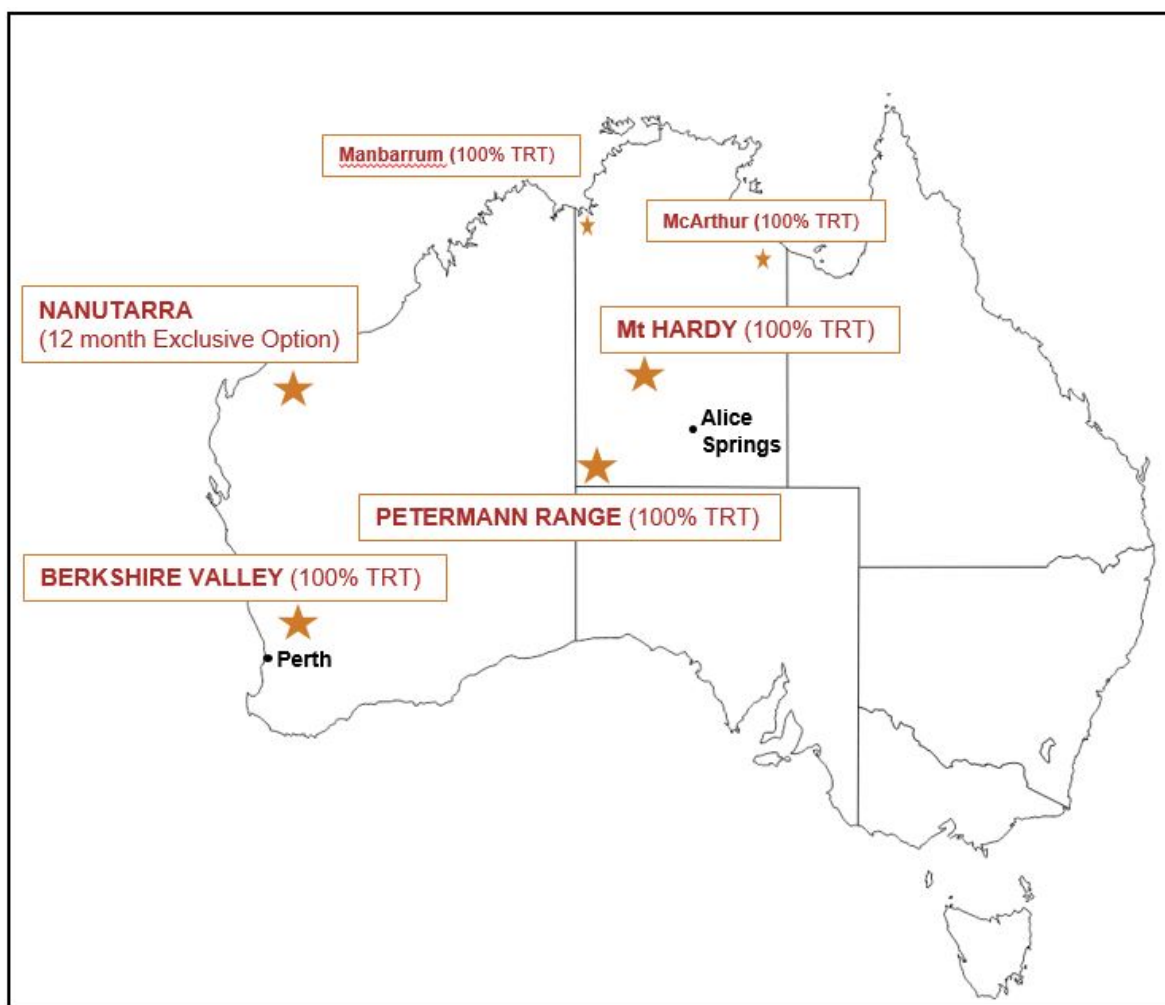 Manbarrum (100% TRT)
McArthur (100% TRT)
NANUTARRA
(12 month Exclusive Option)
Mt HARDY (100% TRT)
Alice
Springs
PETERMANN RANGE (100% TRT)
BERKSHIRE VALLEY (100% TRT)
Perth